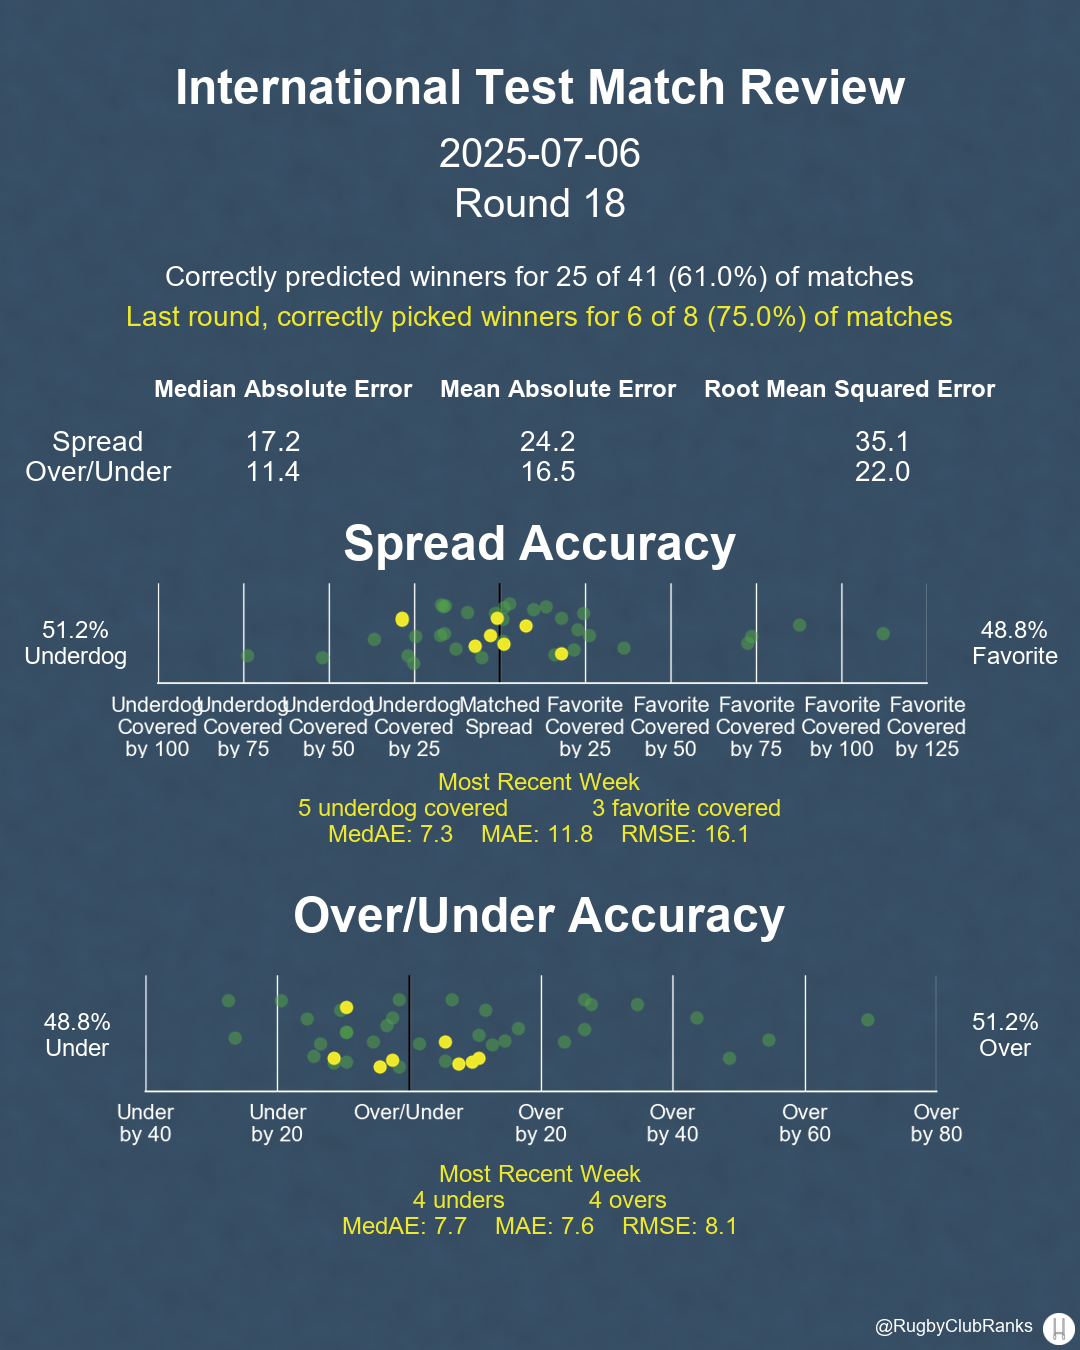 International Test Match Review
2025-07-06
Round 18
Correctly predicted winners for 25 of 41 (61.0%) of matches
Last round, correctly picked winners for 6 of 8 (75.0%) of matches
Median Absolute Error Mean Absolute Error Root Mean Squared Error
Spread 17.2 24.2 35.1
Over/Under 11.4 16.5 22.0
Spread Accuracy
51.2% 48.8%
Underdog Favorite
Underdog Underdog Underdog Underdog Matched Favorite Favorite Favorite Favorite Favorite
Covered Covered Covered Covered Spread Covered Covered Covered Covered Covered
by 100 by 75 by 50 by 25 by 25 by 50 by 75 by 100 by 125
Most Recent Week
5 underdog covered 3 favorite covered
MedAE: 7.3 MAE: 11.8 RMSE: 16.1
Over/Under Accuracy
48.8% 51.2%
Under Over
Under Under Over/Under Over Over Over Over
by 40 by 20 by 20 by 40 by 60 by 80
Most Recent Week
4 unders 4 overs
MedAE: 7.7 MAE: 7.6 RMSE: 8.1
@RugbyClubRanks